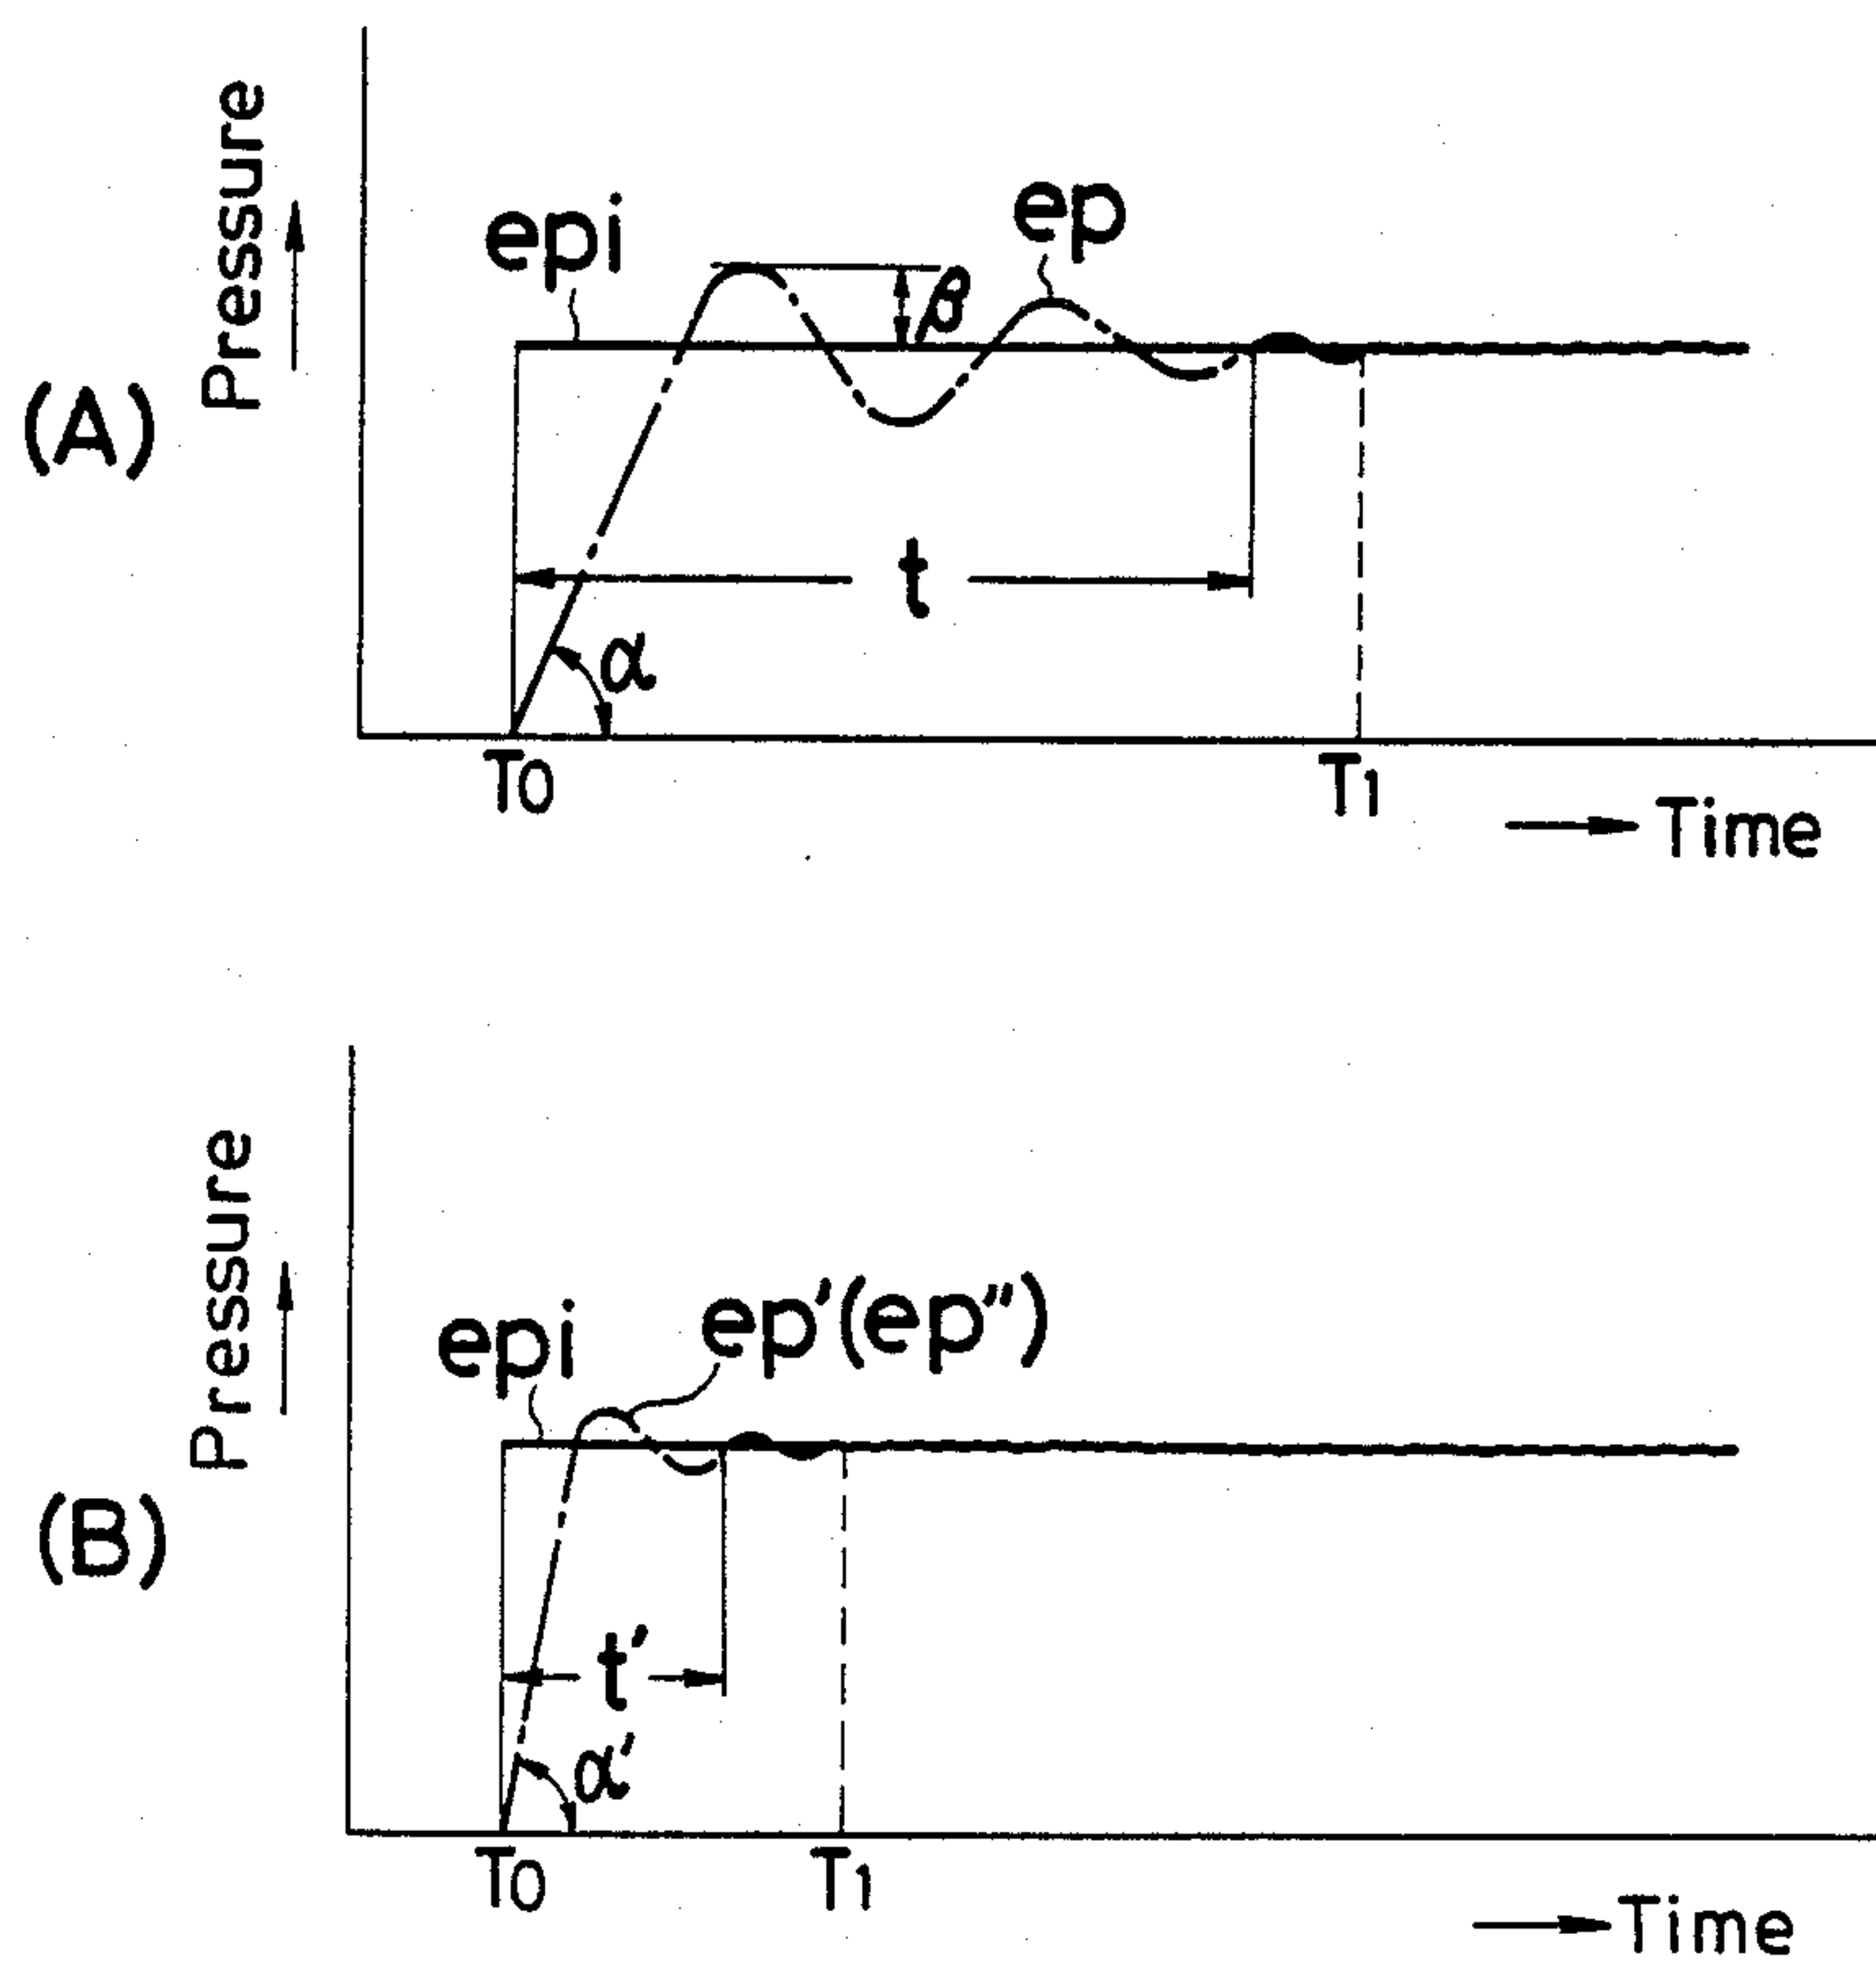 (A)
Pressure
epi
ep
β
t
α
T0
T1
Time
(B)
Pressure
epi
ep′(ep″)
t′
α′
T0
T1
Time